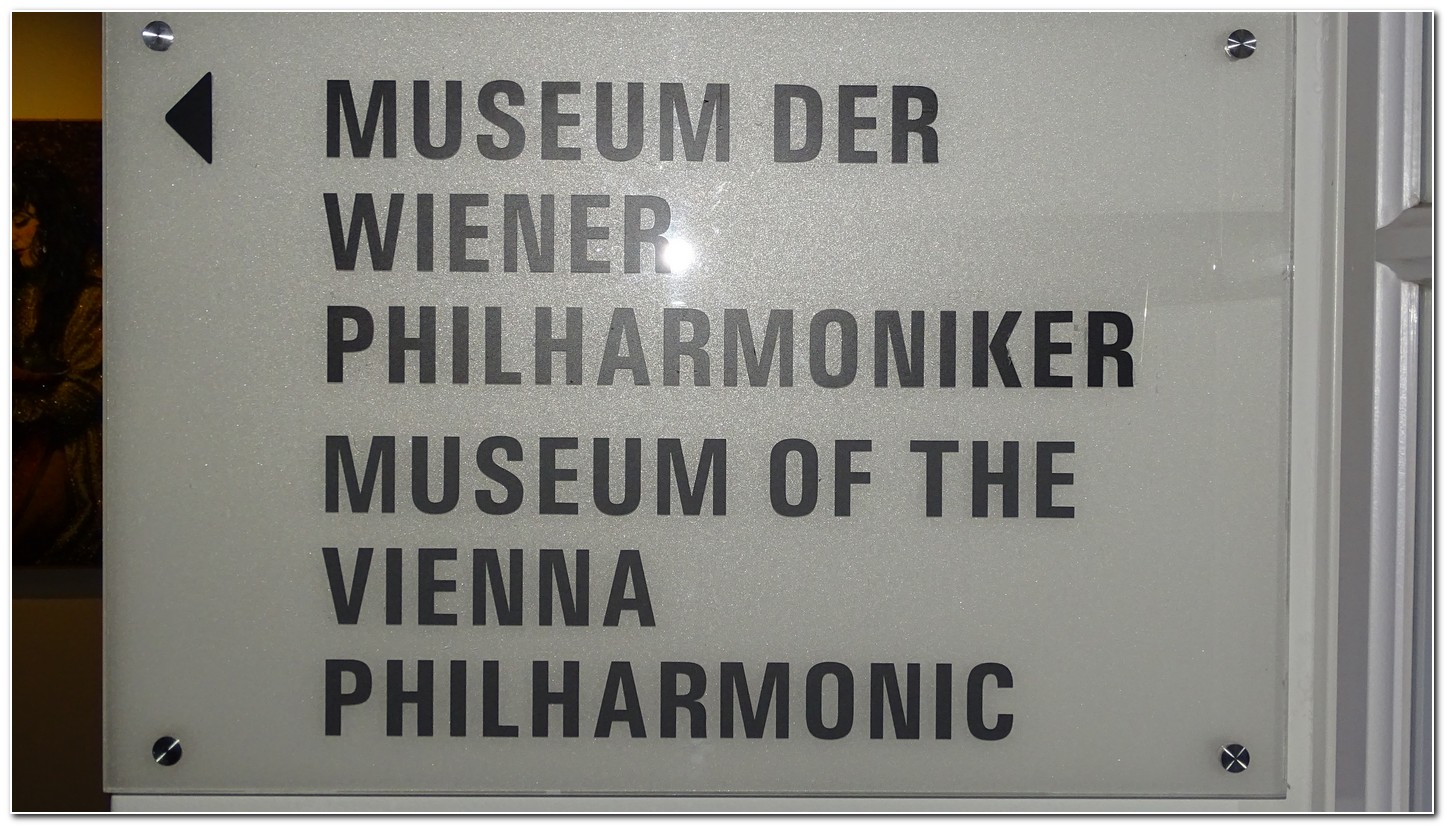 MUSEUM DER
WIENER
PHILHARMONIKER
MUSEUM OF THE
VIENNA
PHILHARMONIC